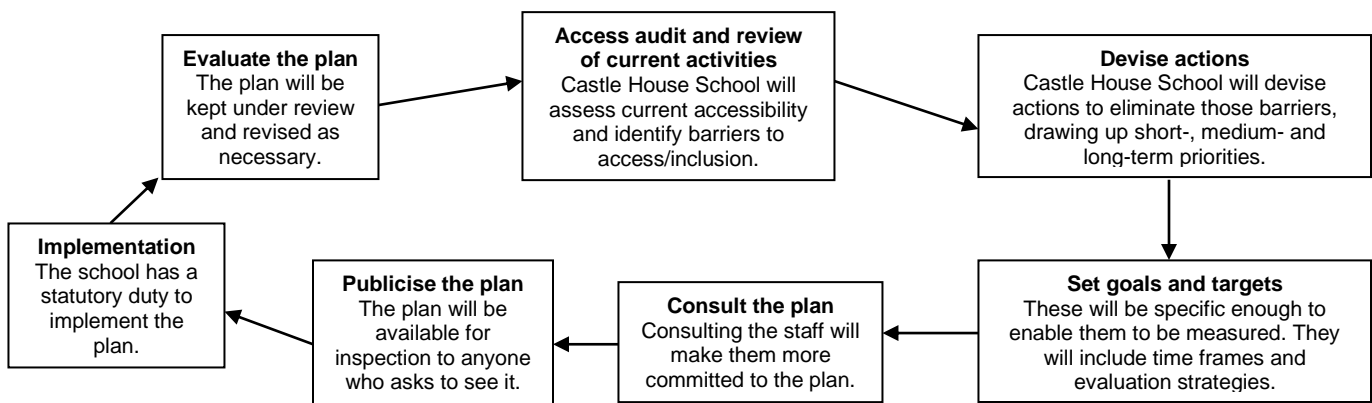 Evaluate the plan
The plan will be
kept under review
and revised as
necessary.
Access audit and review
of current activities
Castle House School will
assess current accessibility
and identify barriers to
access/inclusion.
Devise actions
Castle House School will devise
actions to eliminate those barriers,
drawing up short-, medium- and
long-term priorities.
Set goals and targets
These will be specific enough to
enable them to be measured. They
will include time frames and
evaluation strategies.
Consult the plan
Consulting the staff will
make them more
committed to the plan.
Publicise the plan
The plan will be
available for
inspection to anyone
who asks to see it.
Implementation
The school has a
statutory duty to
implement the
plan.